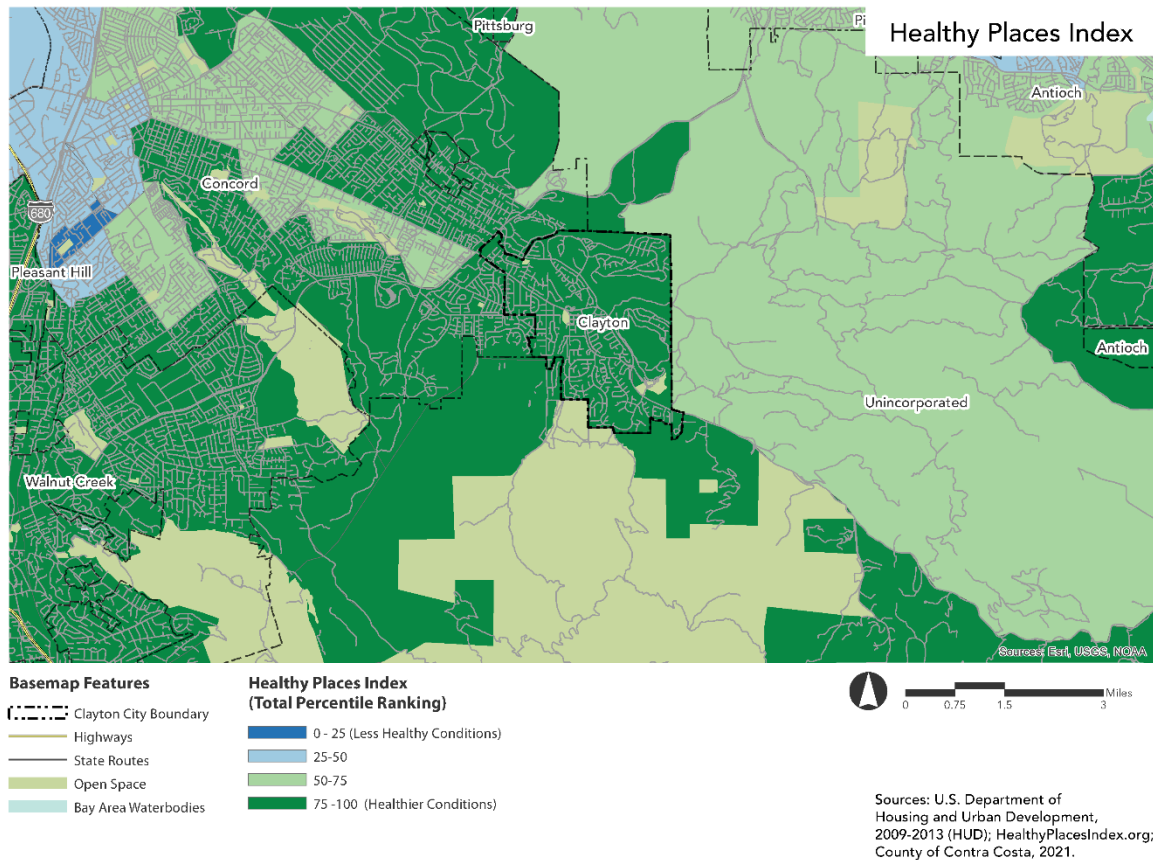 Healthy Places Index
Pittsburg
Pi
Antioch
Concord
680
Pleasant Hill
Clayton
Antioch
Unincorporated
Walnut Creek
Sources: Esri, USGS, NOAA
Basemap Features
Clayton City Boundary
Highways
State Routes
Open Space
Bay Area Waterbodies
Healthy Places Index
(Total Percentile Ranking)
0 - 25 (Less Healthy Conditions)
25-50
50-75
75 -100 (Healthier Conditions)
Miles
0 0.75 1.5 3
Sources: U.S. Department of
Housing and Urban Development,
2009-2013 (HUD); HealthyPlacesIndex.org;
County of Contra Costa, 2021.